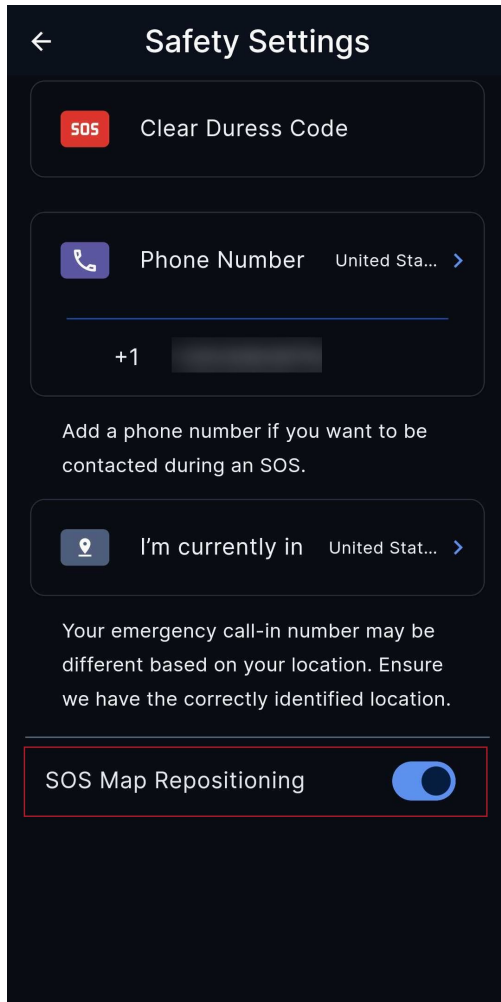 Safety Settings
SOS
Clear Duress Code
Phone Number United Sta... >
+1
Add a phone number if you want to be
contacted during an SOS.
I'm currently in United Stat... >
Your emergency call-in number may be
different based on your location. Ensure
we have the correctly identified location.
SOS Map Repositioning